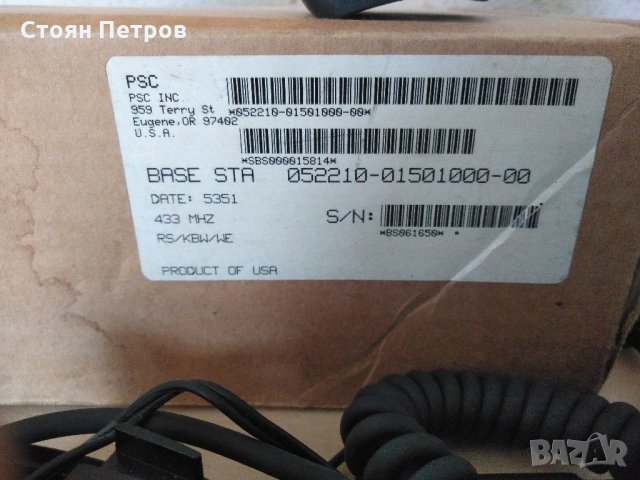 Стоян Петров
PSC
PSC INC
959 Terry St
Eugene, OR 97402
U.S.A.
*052210-01501000-00*
*SBS000015814*
BASE STA 052210-01501000-00
DATE: 5351
433 MHZ
S/N:
RS/KBW/WE
*BS061650*
PRODUCT OF USA
BAZAR